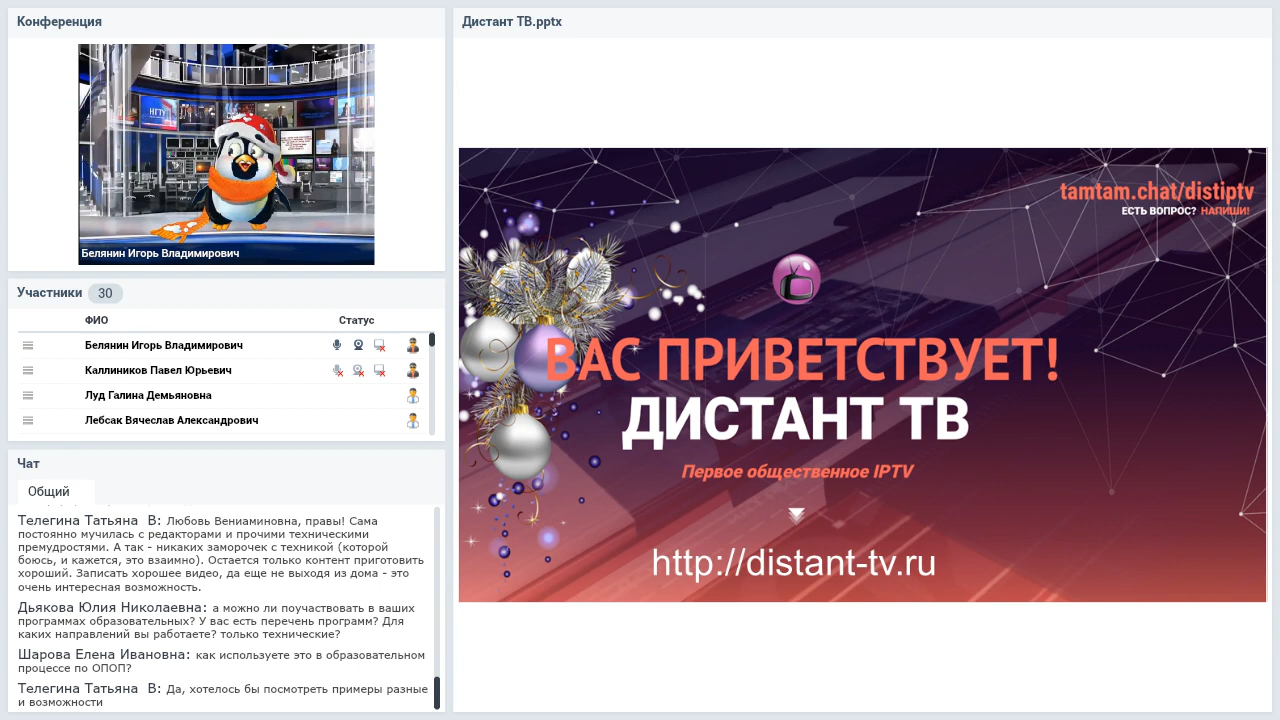 Конференция
НГТУ
Белянин Игорь Владимирович
Участники 30
ФИО Статус
Белянин Игорь Владимирович
Каллиников Павел Юрьевич
Луд Галина Демьяновна
Лебсак Вячеслав Александрович
Чат
Общий
Телегина Татьяна В: Любовь Вениаминовна, правы! Сама
постоянно мучилась с редакторами и прочими техническими
премудростями. А так - никаких заморочек с техникой (которой
боюсь, и кажется, это взаимно). Остается только контент приготовить
хороший. Записать хорошее видео, да еще не выходя из дома - это
очень интересная возможность.
Дьякова Юлия Николаевна: а можно ли поучаствовать в ваших
программах образовательных? У вас есть перечень программ? Для
каких направлений вы работаете? только технические?
Шарова Елена Ивановна: как используете это в образовательном
процессе по ОПОП?
Телегина Татьяна В: Да, хотелось бы посмотреть примеры разные
и возможности
Дистант ТВ.pptx
tamtam.chat/distiptv
ЕСТЬ ВОПРОС? НАПИШИ!
ВАС ПРИВЕТСТВУЕТ!
ДИСТАНТ ТВ
Первое общественное IPTV
http://distant-tv.ru